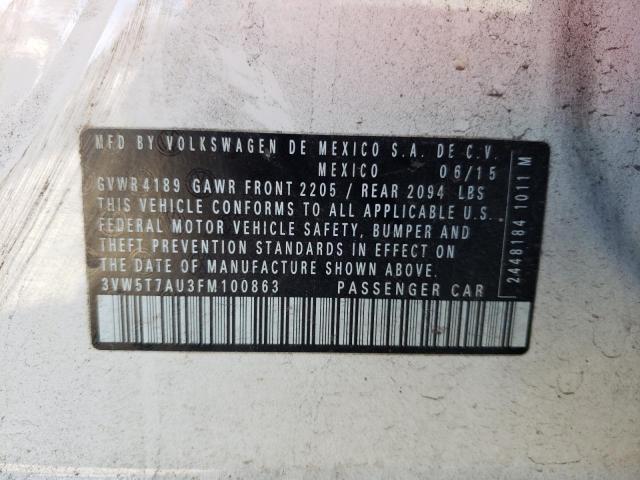 MFD BY VOLKSWAGEN DE MEXICO S.A. DE C.V.
MEXICO 06/15
GVWR 4189 GAWR FRONT 2205 / REAR 2094 LBS
THIS VEHICLE CONFORMS TO ALL APPLICABLE U.S.
FEDERAL MOTOR VEHICLE SAFETY, BUMPER AND
THEFT PREVENTION STANDARDS IN EFFECT ON
THE DATE OF MANUFACTURE SHOWN ABOVE.
3VW5T7AU3FM100863 PASSENGER CAR
2448184 1011 M